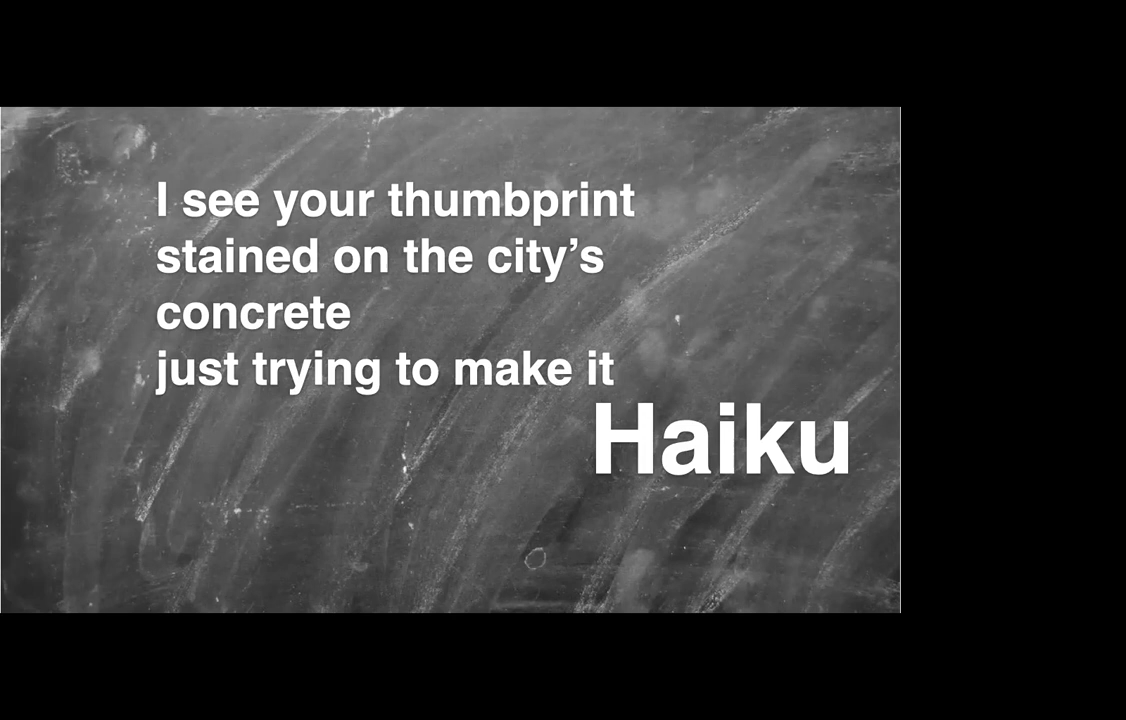 I see your thumbprint
stained on the city’s
concrete
just trying to make it
Haiku